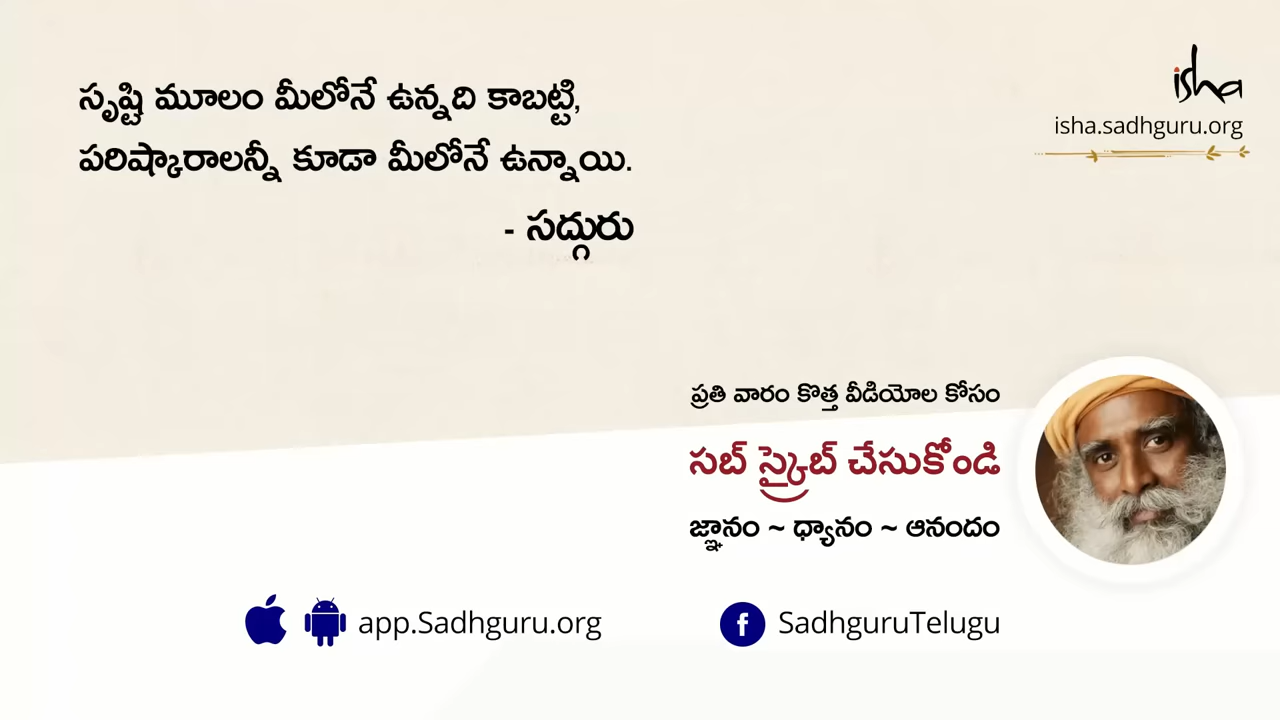 సృష్టి మూలం మీలోనే ఉన్నది కాబట్టి,
పరిష్కారాలన్నీ కూడా మీలోనే ఉన్నాయి.
- సద్గురు
isha
isha.sadhguru.org
ప్రతి వారం కొత్త వీడియోల కోసం
సబ్ స్క్రైబ్ చేసుకోండి
జ్ఞానం ~ ధ్యానం ~ ఆనందం
app.Sadhguru.org
f SadhguruTelugu